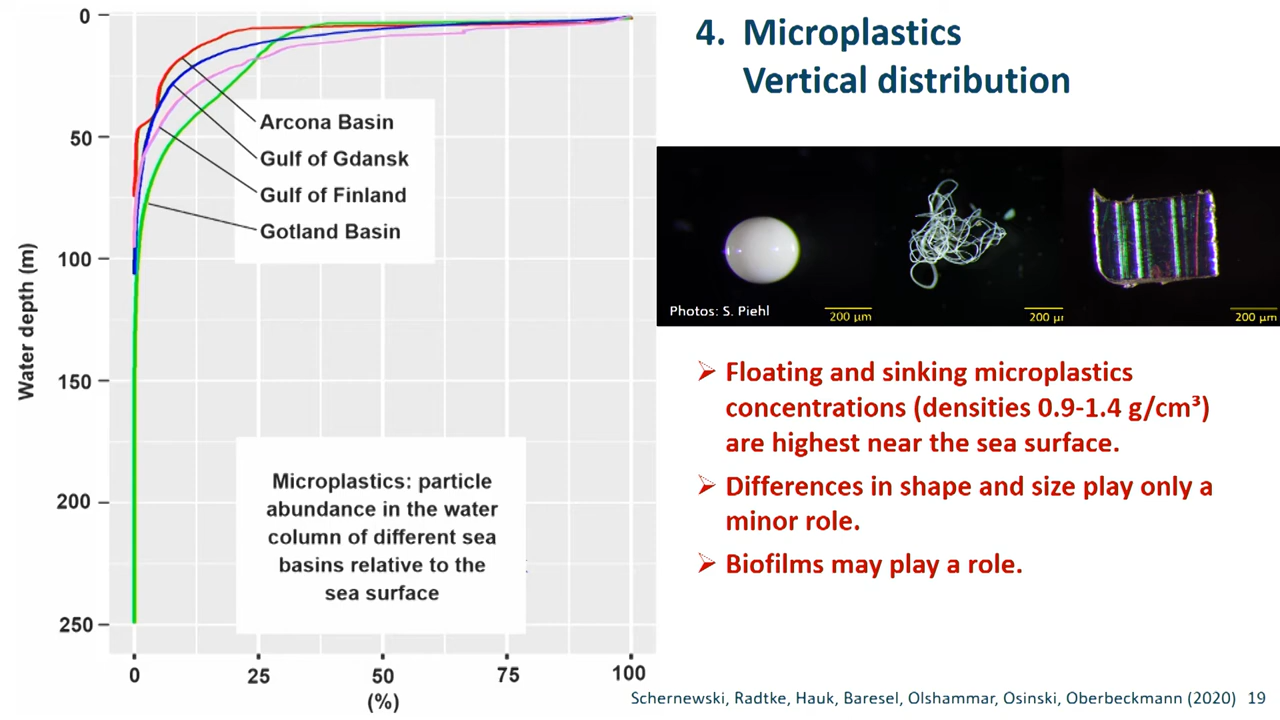 4. Microplastics
Vertical distribution
0
50
100
150
200
250
Water depth (m)
Arcona Basin
Gulf of Gdansk
Gulf of Finland
Gotland Basin
Microplastics: particle
abundance in the water
column of different sea
basins relative to the
sea surface
0 25 50 75 100
(%)
Photos: S. Piehl
200 µm
200 µ
200 µm
➢ Floating and sinking microplastics
concentrations (densities 0.9-1.4 g/cm³)
are highest near the sea surface.
➢ Differences in shape and size play only a
minor role.
➢ Biofilms may play a role.
Schernewski, Radtke, Hauk, Baresel, Olshammar, Osinski, Oberbeckmann (2020) 19